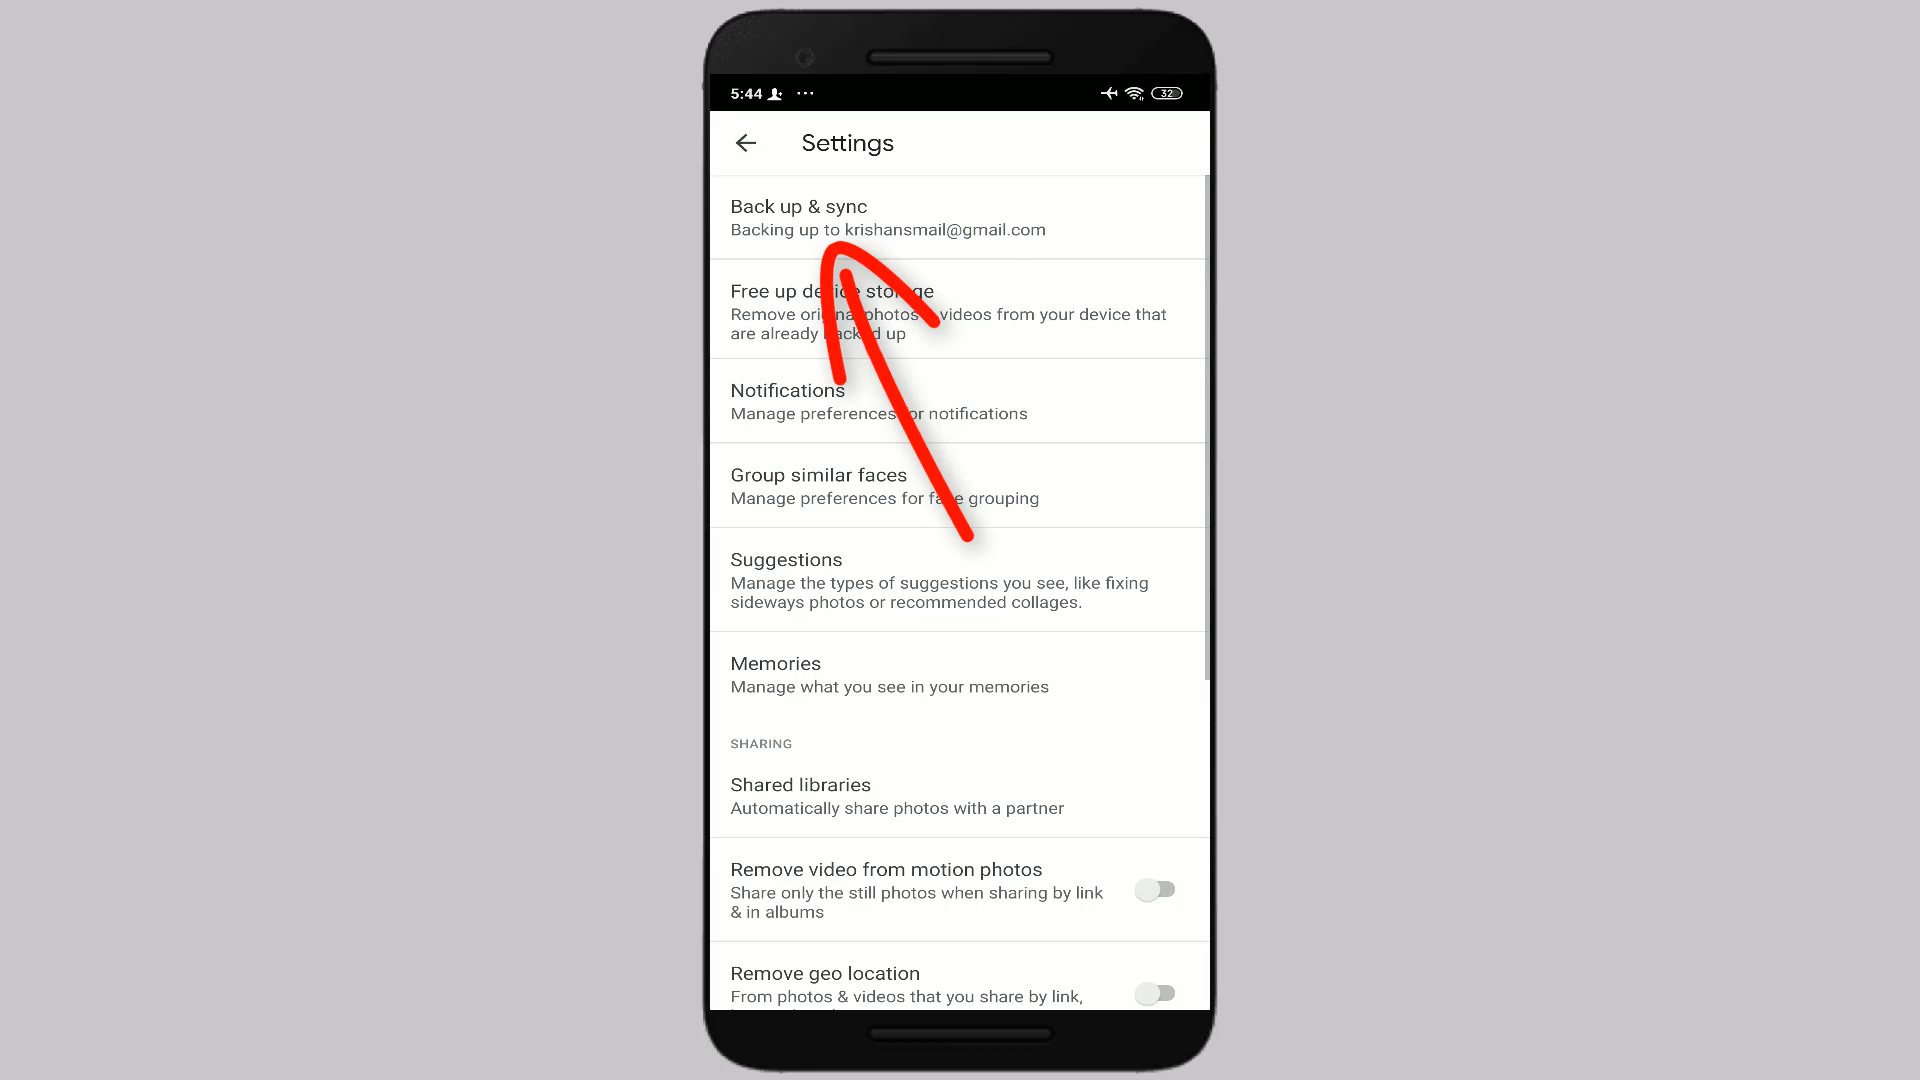 5:44
32
Settings
Back up & sync
Backing up to krishansmail@gmail.com
Free up device storage
Remove original photos & videos from your device that
are already backed up
Notifications
Manage preferences for notifications
Group similar faces
Manage preferences for face grouping
Suggestions
Manage the types of suggestions you see, like fixing
sideways photos or recommended collages.
Memories
Manage what you see in your memories
SHARING
Shared libraries
Automatically share photos with a partner
Remove video from motion photos
Share only the still photos when sharing by link
& in albums
Remove geo location
From photos & videos that you share by link,